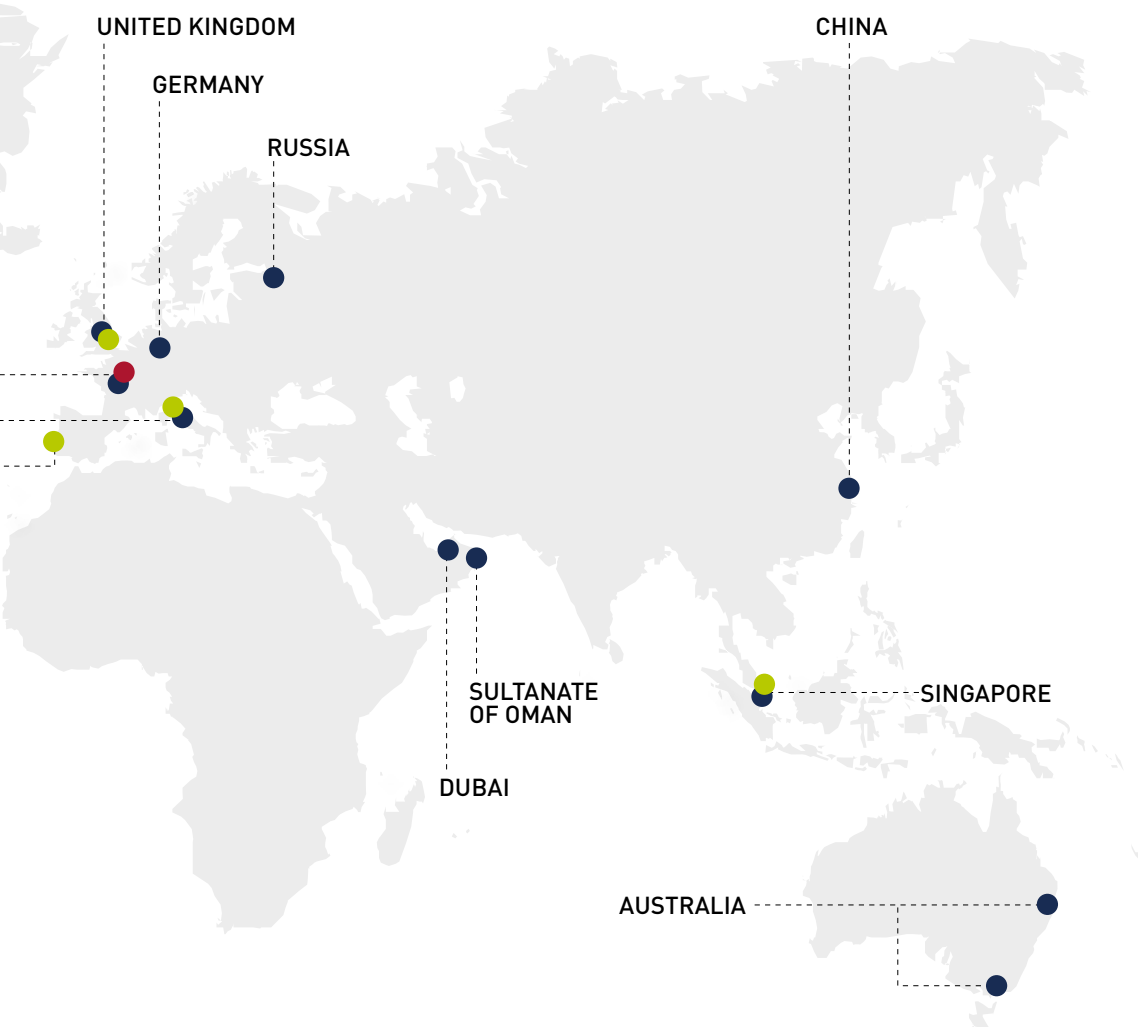 UNITED KINGDOM
CHINA
GERMANY
RUSSIA
SULTANATE
OF OMAN
SINGAPORE
DUBAI
AUSTRALIA